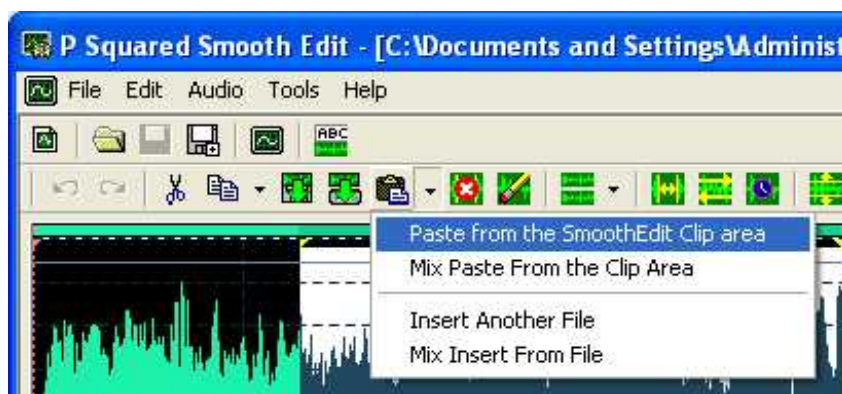 P Squared Smooth Edit - [C:\Documents and Settings\Administ
File Edit Audio Tools Help
ABC
Paste from the SmoothEdit Clip area
Mix Paste From the Clip Area
Insert Another File
Mix Insert From File